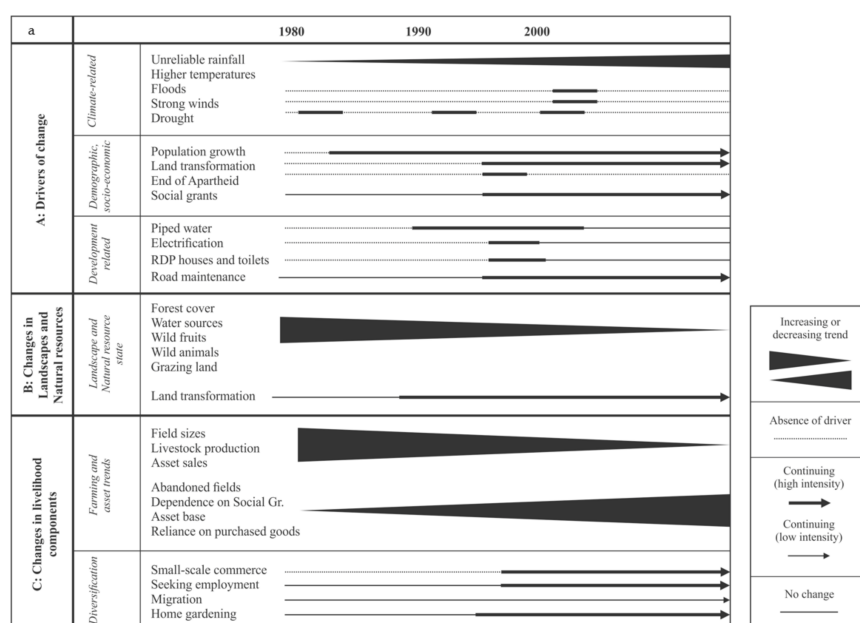 a
1980 1990 2000
A: Drivers of change
Climate-related
Unreliable rainfall
Higher temperatures
Floods
Strong winds
Drought
Demographic,
socio-economic
Population growth
Land transformation
End of Apartheid
Social grants
Development
related
Piped water
Electrification
RDP houses and toilets
Road maintenance
B: Changes in
Landscapes and
Natural resources
Landscape and
Natural resource
state
Forest cover
Water sources
Wild fruits
Wild animals
Grazing land
Land transformation
C: Changes in livelihood
components
Farming and
asset trends
Field sizes
Livestock production
Asset sales
Abandoned fields
Dependence on Social Gr.
Asset base
Reliance on purchased goods
Diversification
Small-scale commerce
Seeking employment
Migration
Home gardening
Increasing or
decreasing trend
Absence of driver
Continuing
(high intensity)
Continuing
(low intensity)
No change